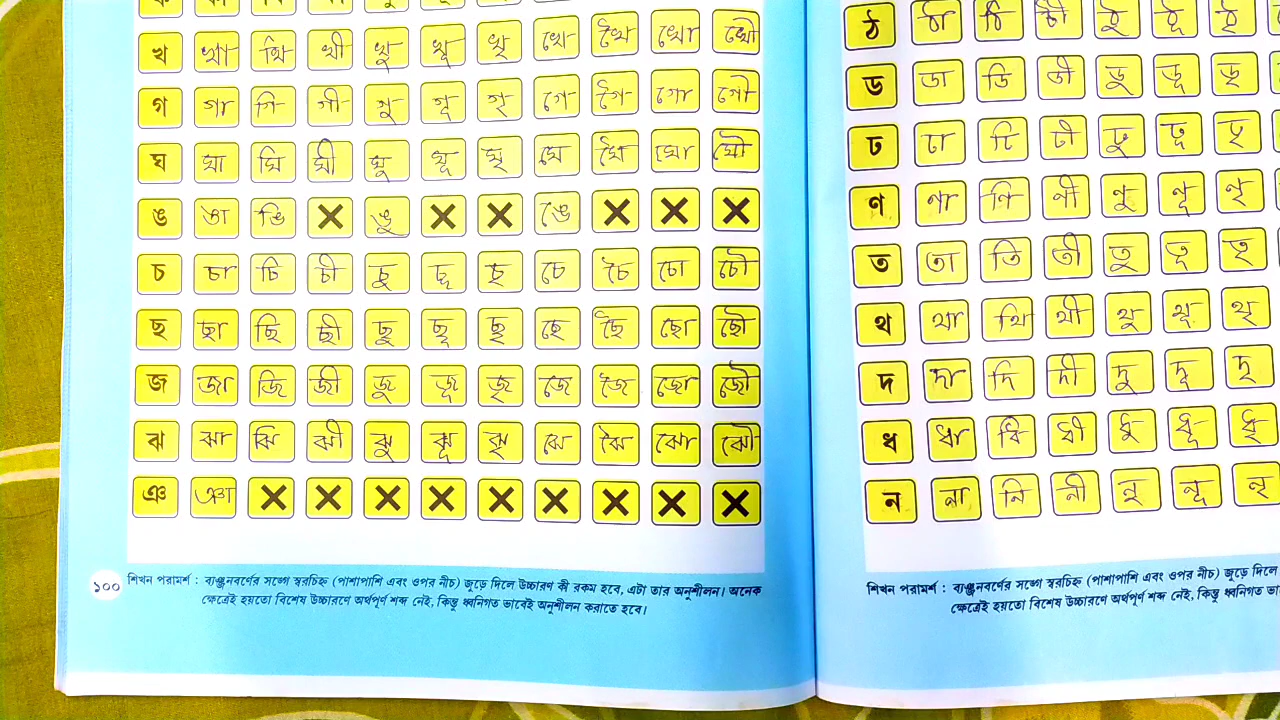 খ খা খি খী খু খূ খৃ খে খৈ খো খৌ
গ গা গি গী গু গূ গৃ গে গৈ গো গৌ
ঘ ঘা ঘি ঘী ঘু ঘূ ঘৃ ঘে ঘৈ ঘো ঘৌ
ঙ ঙা ঙি ঙু ঙে
চ চা চি চী চু চূ চৃ চে চৈ চো চৌ
ছ ছা ছি ছী ছু ছূ ছৃ ছে ছৈ ছো ছৌ
জ জা জি জী জু জূ জৃ জে জৈ জো জৌ
ঝ ঝা ঝি ঝী ঝু ঝূ ঝৃ ঝে ঝৈ ঝো ঝৌ
ঞ ঞা
১০০ শিখন পরামর্শ : ব্যঞ্জনবর্ণের সঙ্গে স্বরচিহ্ন (পাশাপাশি এবং ওপর নীচ) জুড়ে দিলে উচ্চারণ কী রকম হবে, এটা তার অনুশীলন। অনেক
ক্ষেত্রেই হয়তো বিশেষ উচ্চারণে অর্থপূর্ণ শব্দ নেই, কিন্তু ধ্বনিগত ভাবেই অনুশীলন করাতে হবে।
ঠ ঠা ঠি ঠী ঠু ঠূ ঠৃ
ড ডা ডি ডী ডু ডূ ডৃ
ঢ ঢা ঢি ঢী ঢু ঢূ ঢৃ
ণ ণা ণি ণী ণু ণূ ণৃ
ত তা তি তী তু তূ তৃ
থ থা থি থী থু থূ থৃ
দ দা দি দী দু দূ দৃ
ধ ধা ধি ধী ধু ধূ ধৃ
ন না নি নী নু নূ নৃ
শিখন পরামর্শ : ব্যঞ্জনবর্ণের সঙ্গে স্বরচিহ্ন (পাশাপাশি এবং ওপর নীচ) জুড়ে দিলে
ক্ষেত্রেই হয়তো বিশেষ উচ্চারণে অর্থপূর্ণ শব্দ নেই, কিন্তু ধ্বনিগত ভা